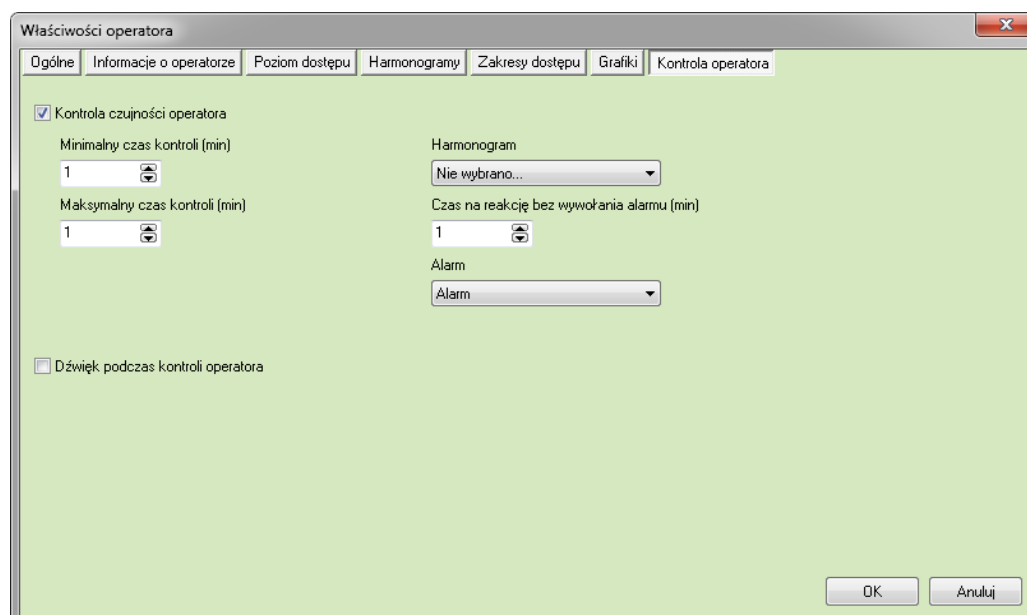 Właściwości operatora
Ogólne Informacje o operatorze Poziom dostępu Harmonogramy Zakresy dostępu Grafiki Kontrola operatora
Kontrola czujności operatora
Minimalny czas kontroli (min) Harmonogram
1 Nie wybrano...
Maksymalny czas kontroli (min) Czas na reakcję bez wywołania alarmu (min)
1 1
Alarm
Alarm
Dźwięk podczas kontroli operatora
OK Anuluj